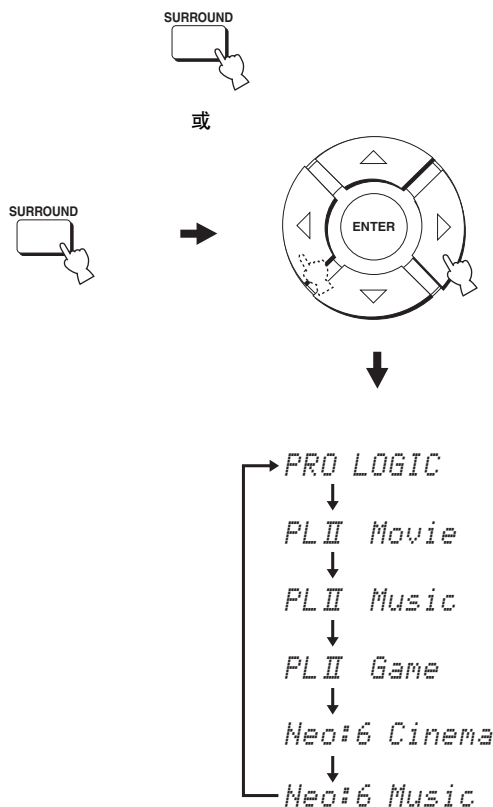 SURROUND
或
SURROUND
ENTER
PRO LOGIC
PLⅡ Movie
PLⅡ Music
PLⅡ Game
Neo:6 Cinema
Neo:6 Music